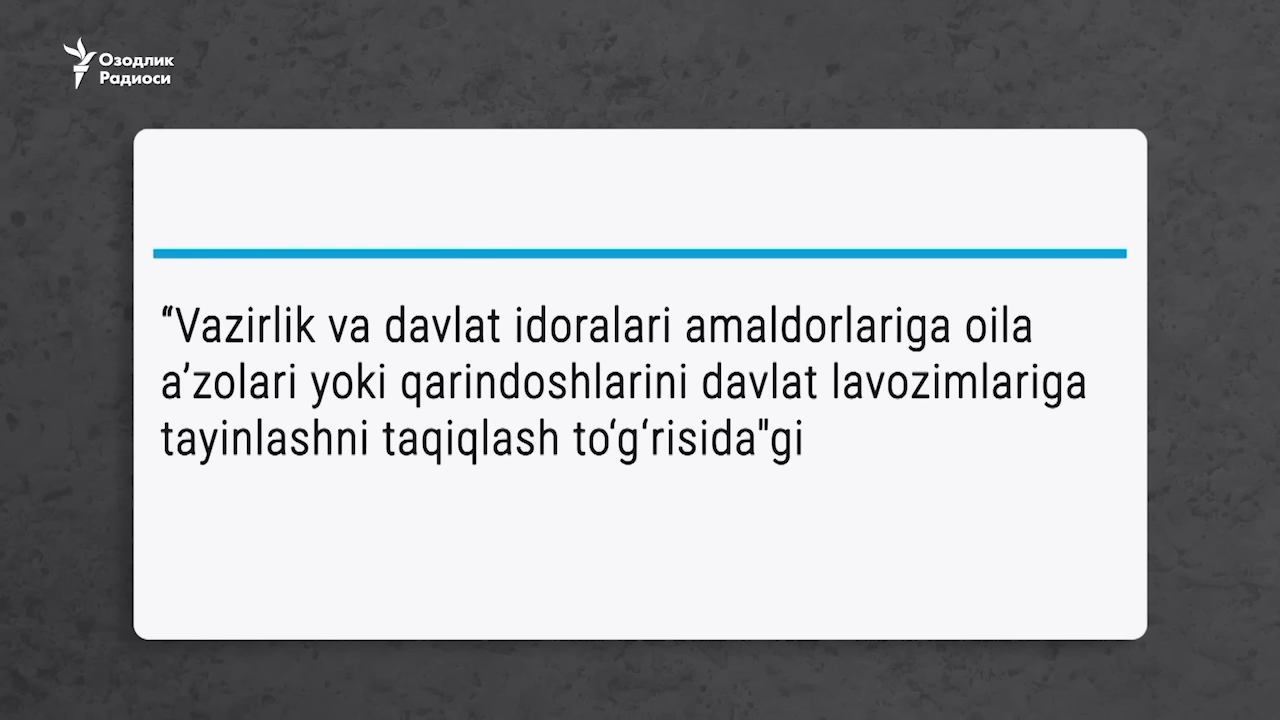 Озодлик
Радиоси
“Vazirlik va davlat idoralari amaldorlariga oila
a’zolari yoki qarindoshlarini davlat lavozimlariga
tayinlashni taqiqlash to‘g‘risida"gi